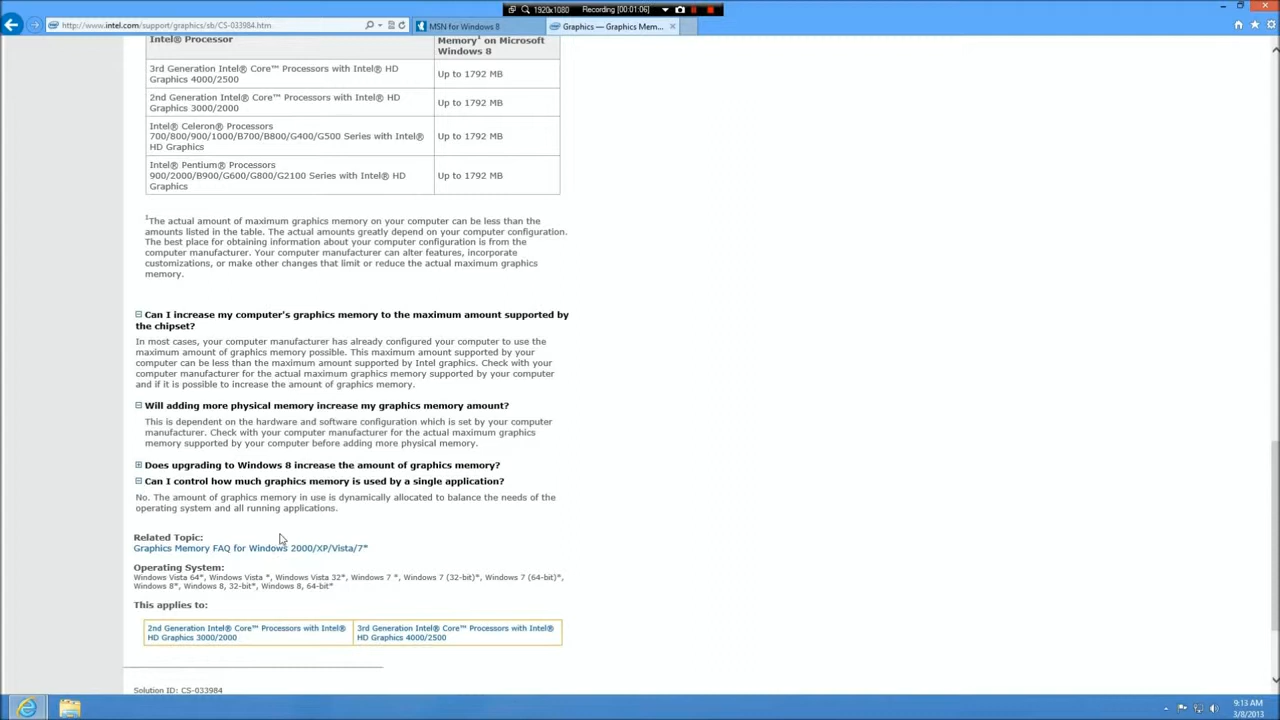 1920x1080
Recording [00:01:06]
http://www.intel.com/support/graphics/sb/CS-033984.htm
MSN for Windows 8
Graphics — Graphics Mem...
Intel® Processor
Memory¹ on Microsoft
Windows 8
3rd Generation Intel® Core™ Processors with Intel® HD
Graphics 4000/2500
Up to 1792 MB
2nd Generation Intel® Core™ Processors with Intel® HD
Graphics 3000/2000
Up to 1792 MB
Intel® Celeron® Processors
700/800/900/1000/B700/B800/G400/G500 Series with Intel®
HD Graphics
Up to 1792 MB
Intel® Pentium® Processors
900/2000/B900/G600/G800/G2100 Series with Intel® HD
Graphics
Up to 1792 MB
¹The actual amount of maximum graphics memory on your computer can be less than the
amounts listed in the table. The actual amounts greatly depend on your computer configuration.
The best place for obtaining information about your computer configuration is from the
computer manufacturer. Your computer manufacturer can alter features, incorporate
customizations, or make other changes that limit or reduce the actual maximum graphics
memory.
Can I increase my computer's graphics memory to the maximum amount supported by
the chipset?
In most cases, your computer manufacturer has already configured your computer to use the
maximum amount of graphics memory possible. This maximum amount supported by your
computer can be less than the maximum amount supported by Intel graphics. Check with your
computer manufacturer for the actual maximum graphics memory supported by your computer
and if it is possible to increase the amount of graphics memory.
Will adding more physical memory increase my graphics memory amount?
This is dependent on the hardware and software configuration which is set by your computer
manufacturer. Check with your computer manufacturer for the actual maximum graphics
memory supported by your computer before adding more physical memory.
Does upgrading to Windows 8 increase the amount of graphics memory?
Can I control how much graphics memory is used by a single application?
No. The amount of graphics memory in use is dynamically allocated to balance the needs of the
operating system and all running applications.
Related Topic:
Graphics Memory FAQ for Windows 2000/XP/Vista/7*
Operating System:
Windows Vista 64*, Windows Vista *, Windows Vista 32*, Windows 7 *, Windows 7 (32-bit)*, Windows 7 (64-bit)*,
Windows 8*, Windows 8, 32-bit*, Windows 8, 64-bit*
This applies to:
2nd Generation Intel® Core™ Processors with Intel®
HD Graphics 3000/2000
3rd Generation Intel® Core™ Processors with Intel®
HD Graphics 4000/2500
Solution ID: CS-033984
9:13 AM
3/8/2013